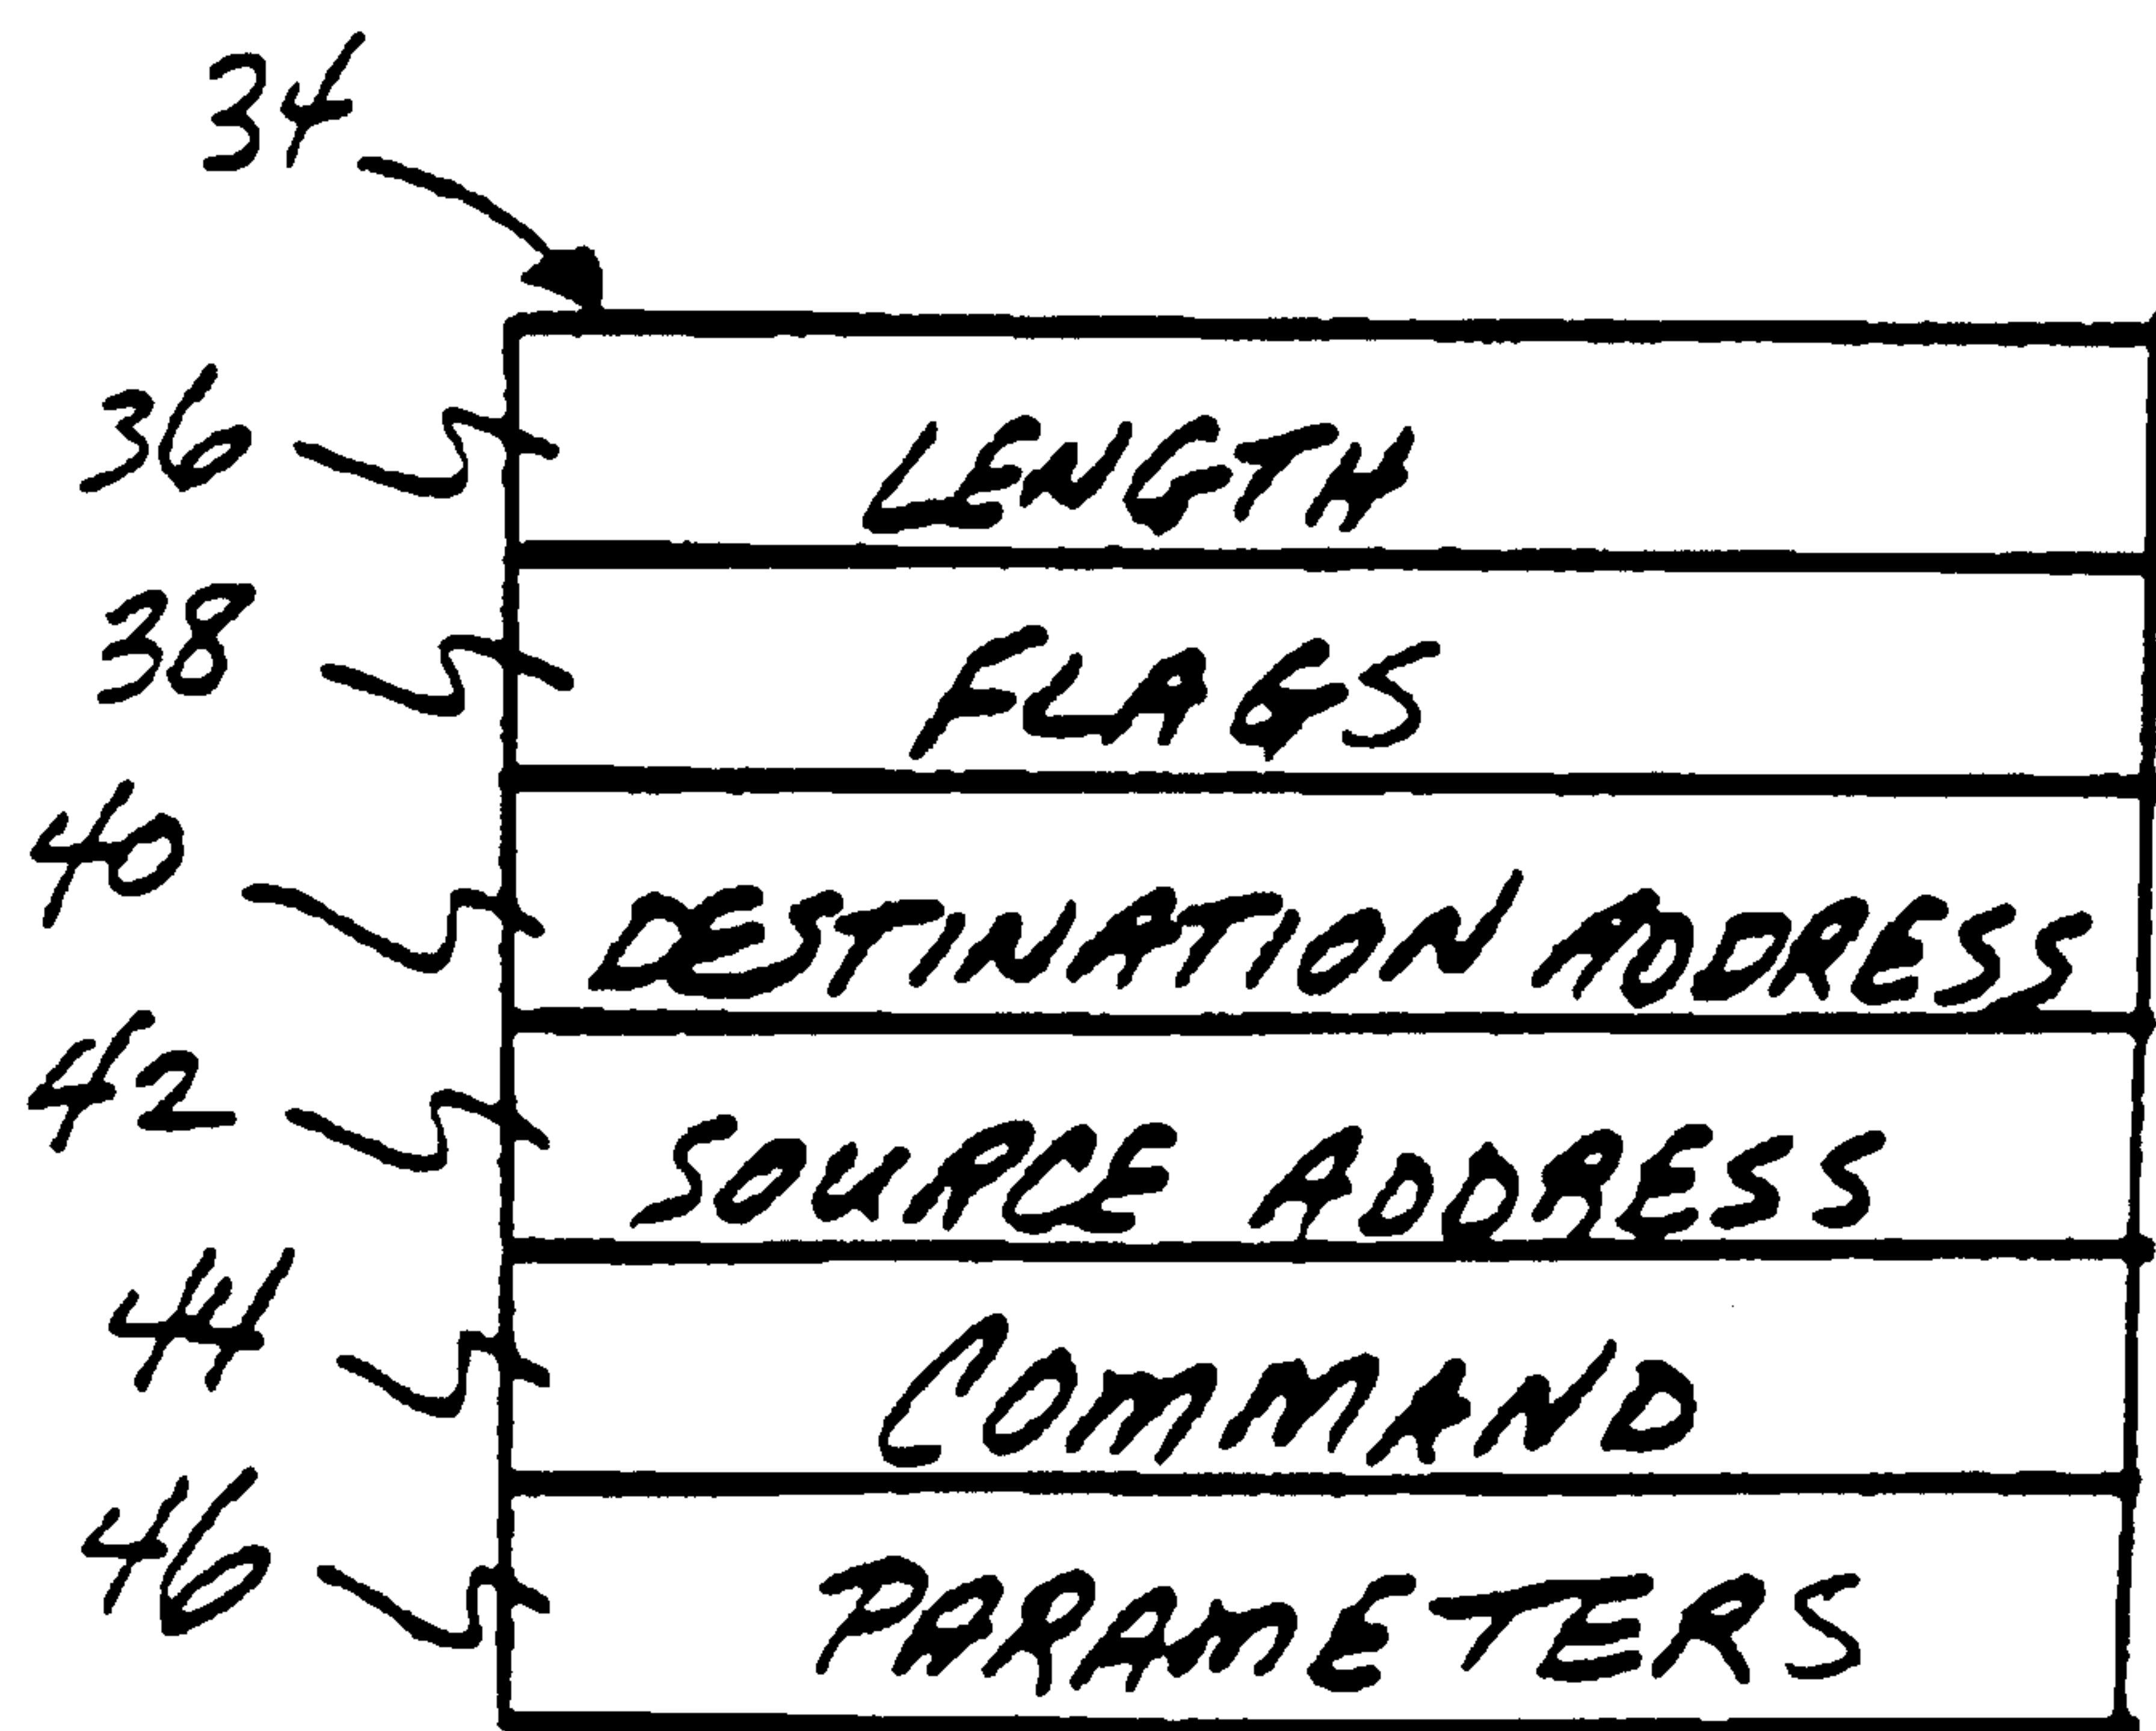 34
36 LENGTH
38 FLAGS
40 DESTINATION ADDRESS
42 SOURCE ADDRESS
44 COMMAND
46 PARAMETERS